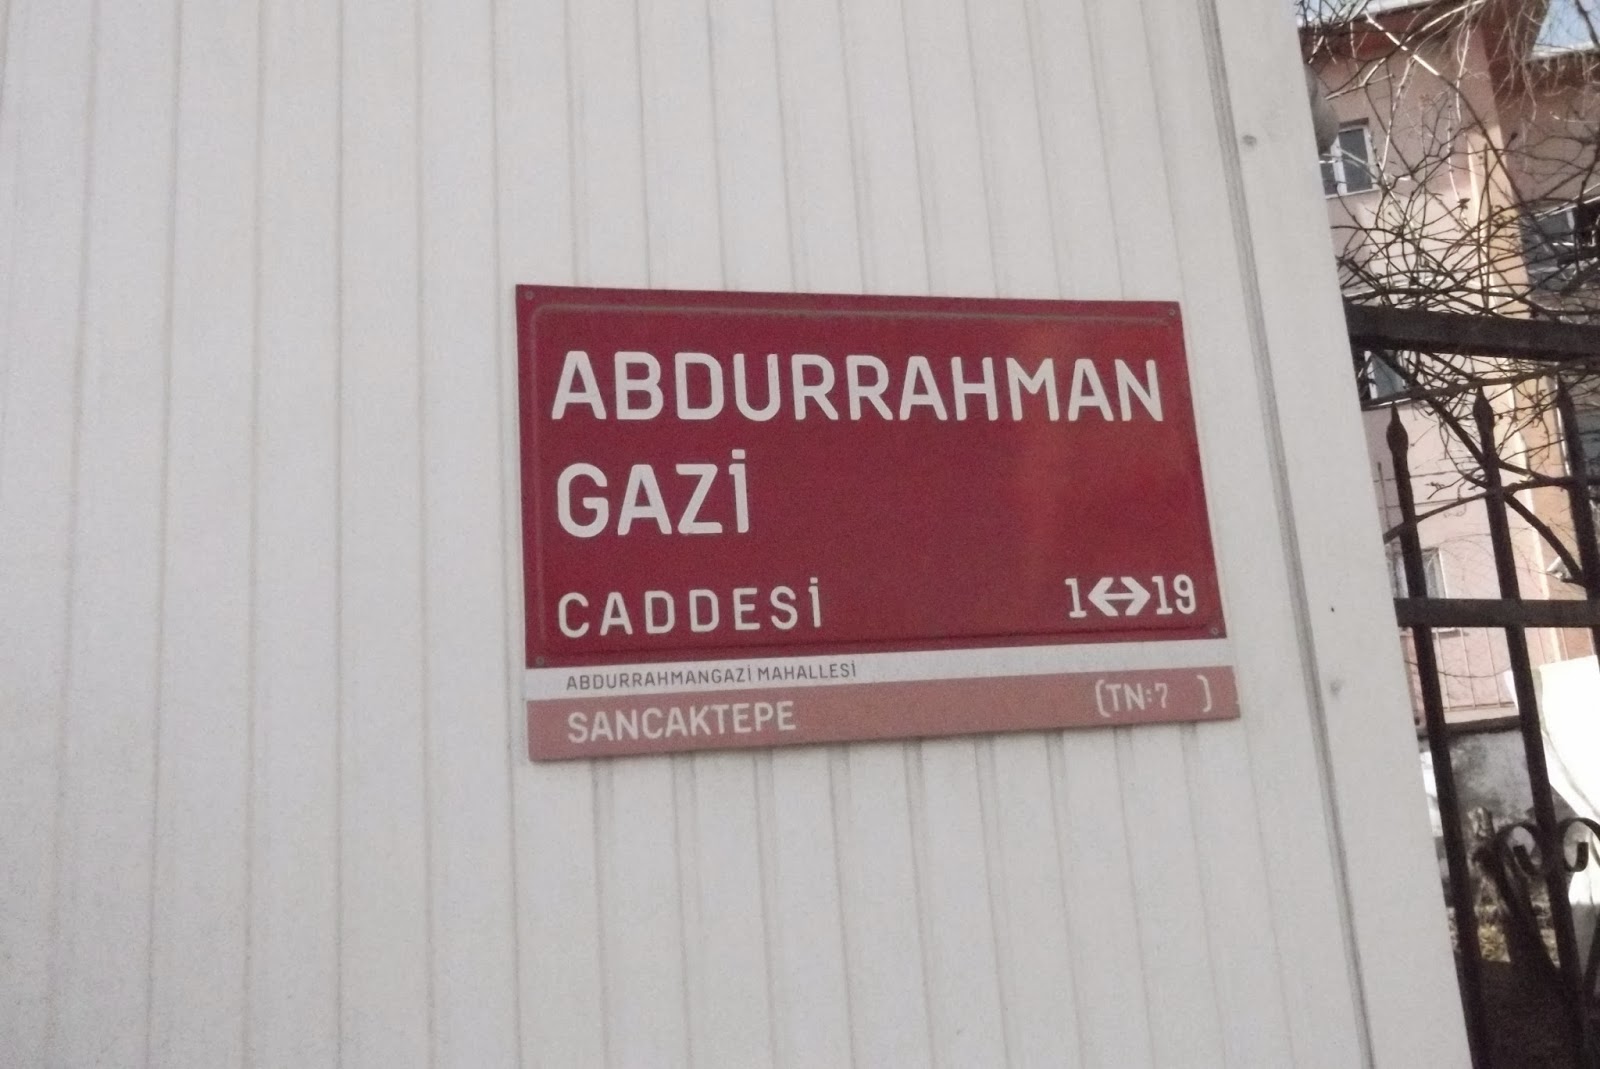 ABDURRAHMAN
GAZİ
CADDESİ 1↔19
ABDURRAHMANGAZİ MAHALLESİ
SANCAKTEPE (TN:7 )